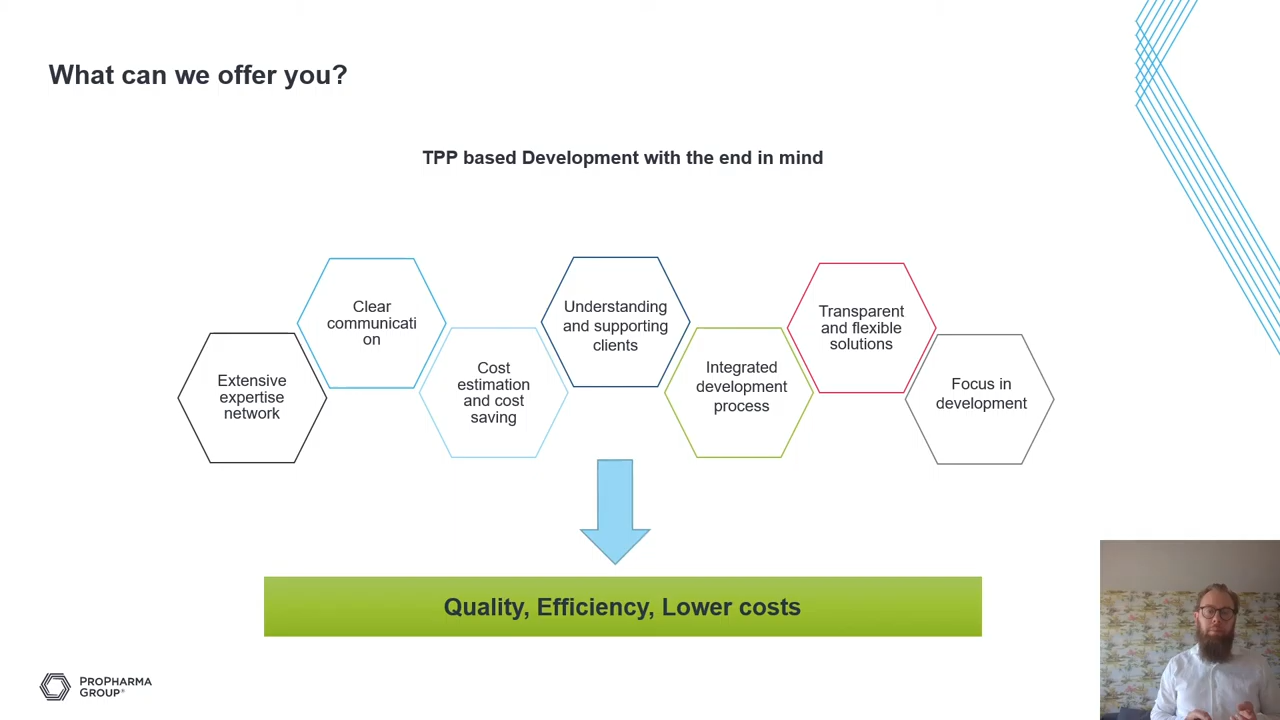 What can we offer you?
TPP based Development with the end in mind
Extensive
expertise
network
Clear
communicati
on
Cost
estimation
and cost
saving
Understanding
and supporting
clients
Integrated
development
process
Transparent
and flexible
solutions
Focus in
development
Quality, Efficiency, Lower costs
PROPHARMA
GROUP®